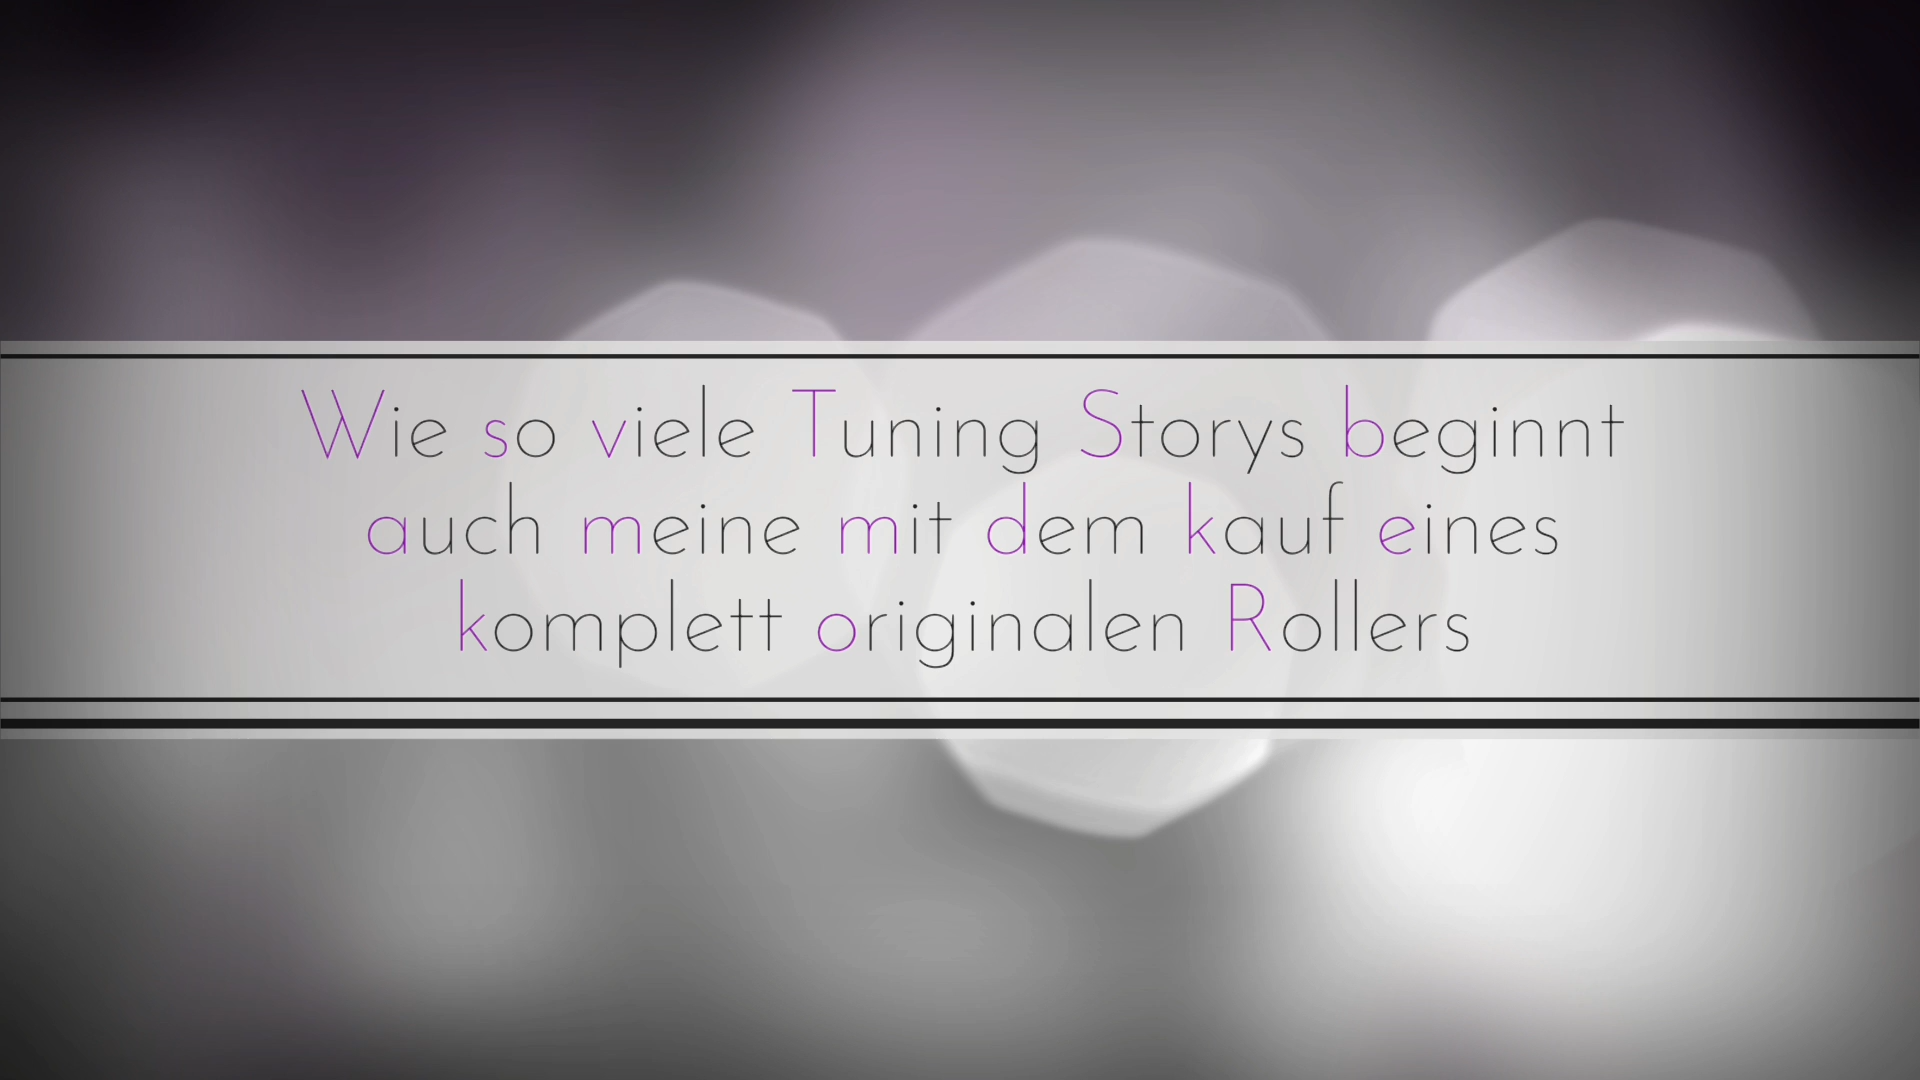 Wie so viele Tuning Storys beginnt
auch meine mit dem kauf eines
komplett originalen Rollers